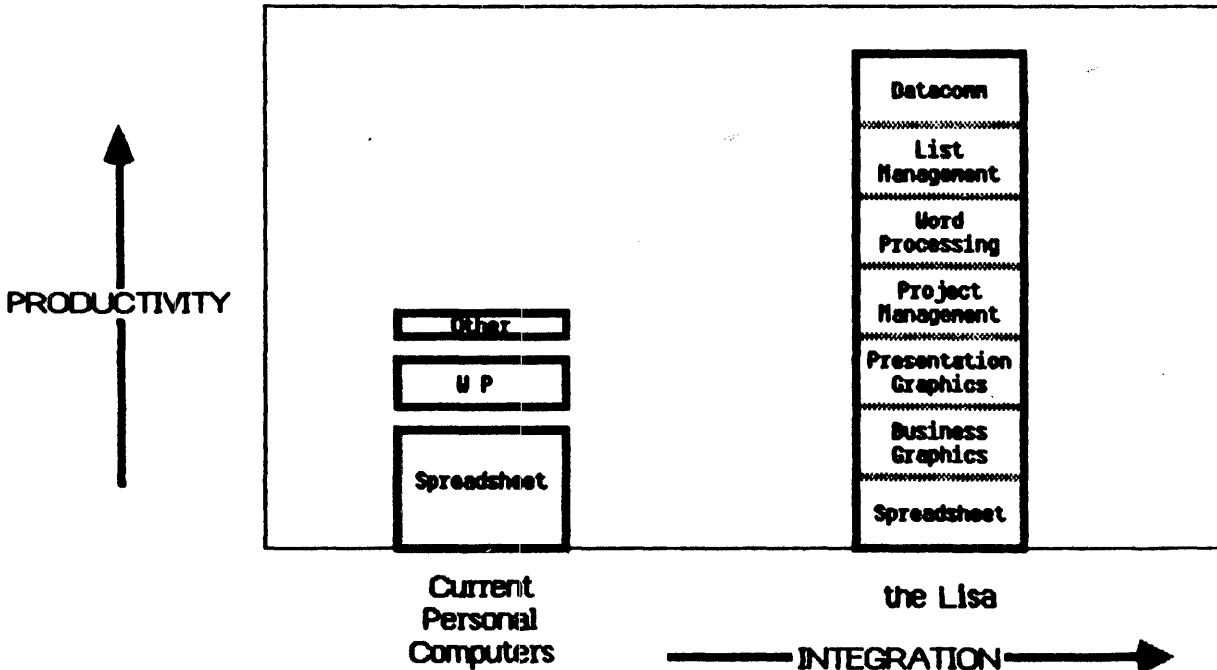 PRODUCTIVITY
Other
W P
Spreadsheet
Current
Personal
Computers
Datacomm
List
Management
Word
Processing
Project
Management
Presentation
Graphics
Business
Graphics
Spreadsheet
the Lisa
INTEGRATION